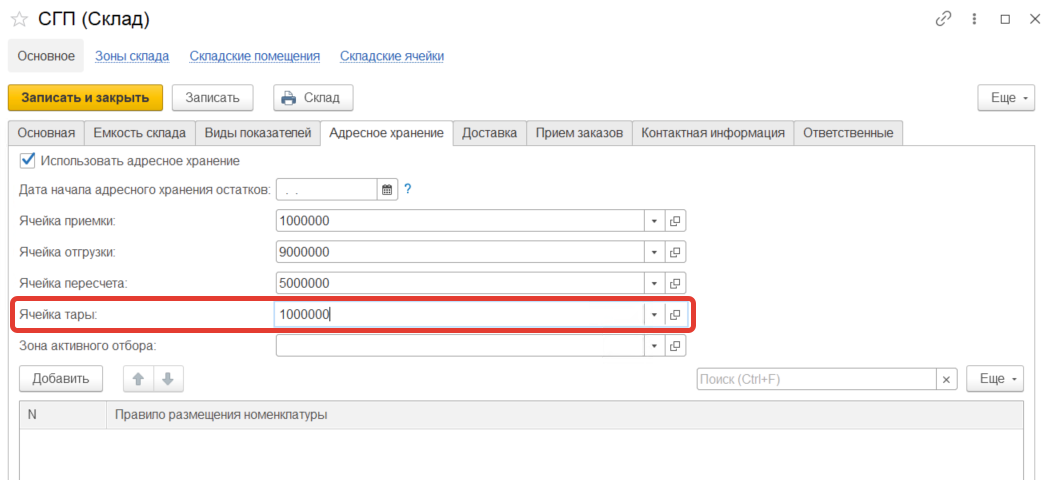 СГП (Склад)
Основное Зоны склада Складские помещения Складские ячейки
Записать и закрыть Записать Склад Еще
Основная Емкость склада Виды показателей Адресное хранение Доставка Прием заказов Контактная информация Ответственные
Использовать адресное хранение
Дата начала адресного хранения остатков: . . ?
Ячейка приемки: 1000000
Ячейка отгрузки: 9000000
Ячейка пересчета: 5000000
Ячейка тары: 1000000
Зона активного отбора:
Добавить Поиск (Ctrl+F) × Еще
N Правило размещения номенклатуры